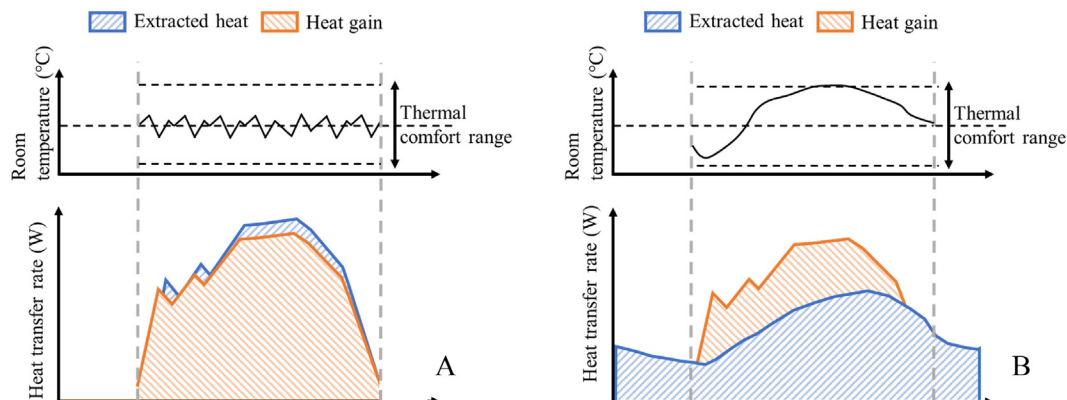 Extracted heat
Heat gain
Room
temperature (°C)
Thermal
comfort range
Heat transfer rate (W)
A
Extracted heat
Heat gain
Room
temperature (°C)
Thermal
comfort range
Heat transfer rate (W)
B